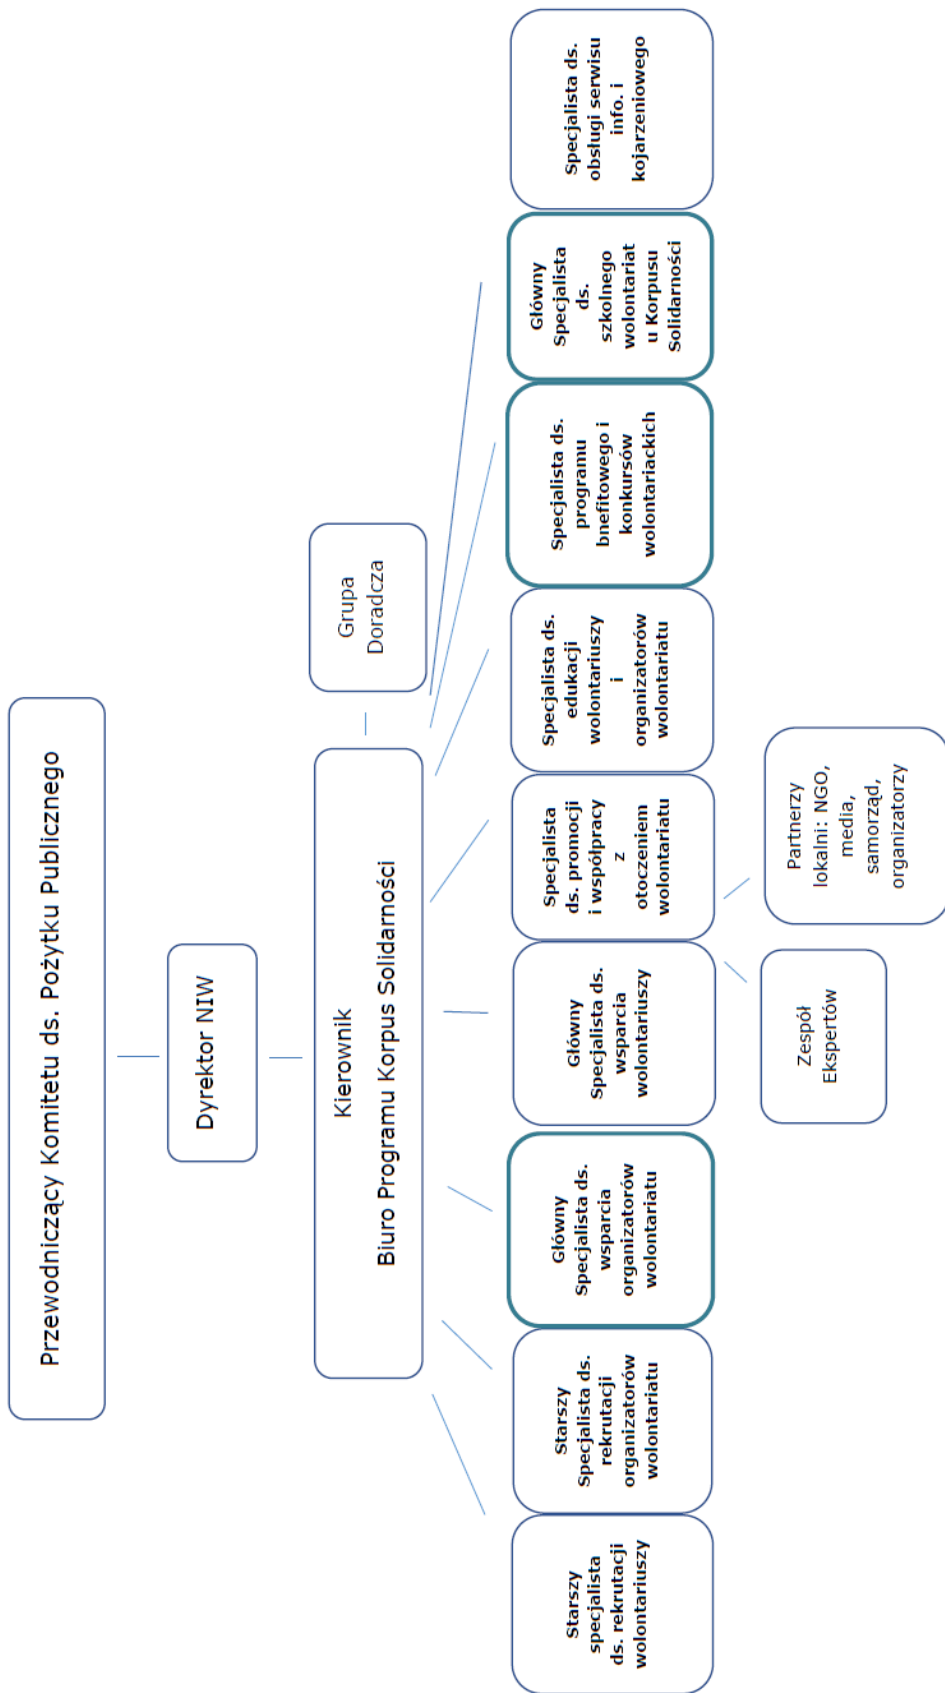 Przewodniczący Komitetu ds. Pożytku Publicznego
Dyrektor NIW
Kierownik
Biuro Programu Korpus Solidarności
Grupa
Doradcza
Starszy
specjalista
ds. rekrutacji
wolontariuszy
Starszy
Specjalista ds.
rekrutacji
organizatorów
wolontariatu
Główny
Specjalista ds.
wsparcia
organizatorów
wolontariatu
Główny
Specjalista ds.
wsparcia
wolontariuszy
Specjalista
ds. promocji
i współpracy
z
otoczeniem
wolontariatu
Specjalista ds.
edukacji
wolontariuszy
i
organizatorów
wolontariatu
Specjalista ds.
programu
bnefitowego i
konkursów
wolontariackich
Główny
Specjalista
ds.
szkolnego
wolontariat
u Korpusu
Solidarności
Specjalista ds.
obsługi serwisu
info. i
kojarzeniowego
Zespół
Ekspertów
Partnerzy
lokalni: NGO,
media,
samorząd,
organizatorzy